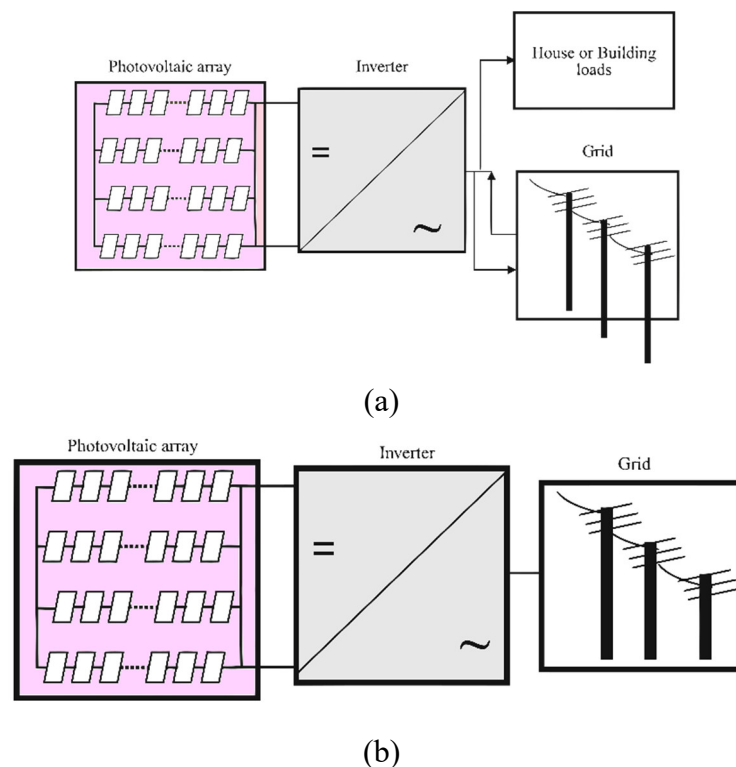 Photovoltaic array
Inverter
House or Building
loads
=
~
Grid
(a)
Photovoltaic array
Inverter
Grid
=
~
(b)